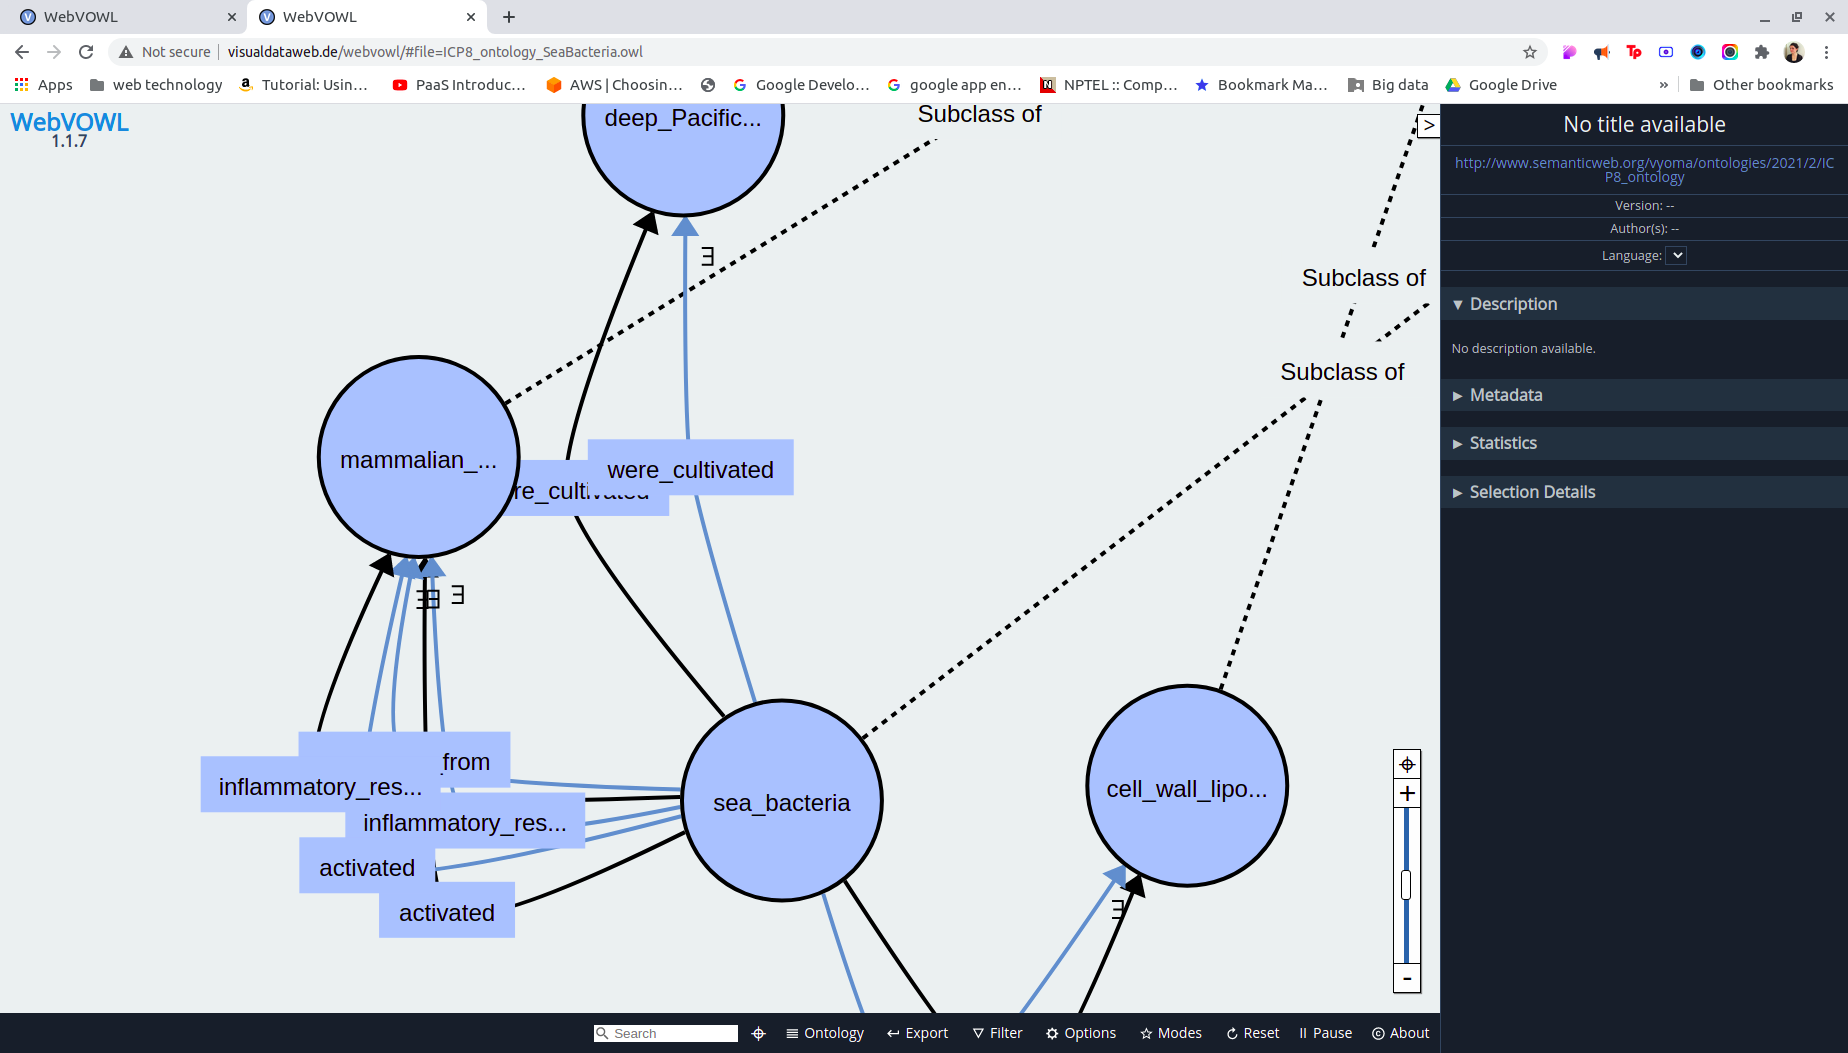 WebVOWL
WebVOWL
Not secure
visualdataweb.de/webvowl/#file=ICP8_ontology_SeaBacteria.owl
Apps
web technology
Tutorial: Usin...
PaaS Introduc...
AWS | Choosin...
Google Develo...
google app en...
NPTEL :: Comp...
Bookmark Ma...
Big data
Google Drive
»
Other bookmarks
WebVOWL
1.1.7
deep_Pacific...
Subclass of
>
∃
Subclass of
Subclass of
mammalian_...
were_cultivated
re_cultivated
∃
∃
∃
_from
inflammatory_res...
inflammatory_res...
activated
activated
sea_bacteria
cell_wall_lipo...
∃
+
-
No title available
http://www.semanticweb.org/vyoma/ontologies/2021/2/IC
P8_ontology
Version: --
Author(s): --
Language:
▼ Description
No description available.
▶ Metadata
▶ Statistics
▶ Selection Details
Search
Ontology
Export
Filter
Options
Modes
Reset
Pause
About